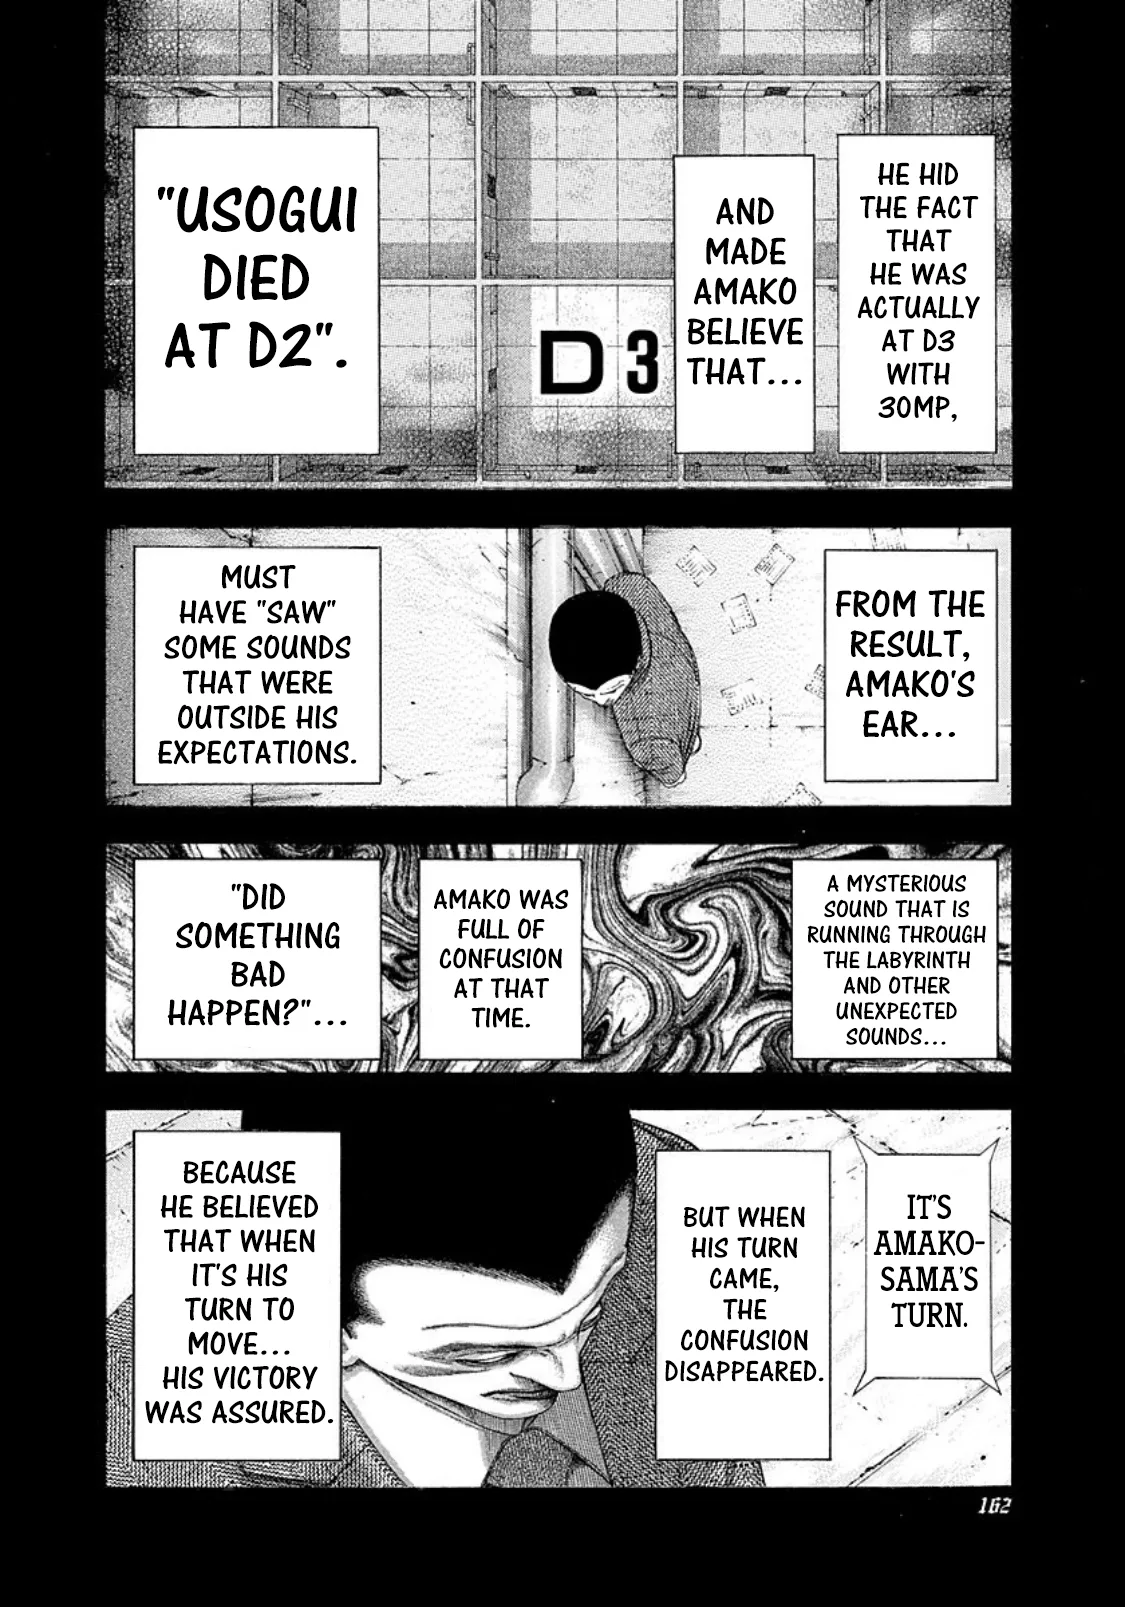 HE HID
THE FACT
THAT
HE WAS
ACTUALLY
AT D3
WITH
30MP,
AND
MADE
AMAKO
BELIEVE
THAT...
D3
"USOGUI
DIED
AT D2".
FROM THE
RESULT,
AMAKO'S
EAR...
MUST
HAVE "SAW"
SOME SOUNDS
THAT WERE
OUTSIDE HIS
EXPECTATIONS.
A MYSTERIOUS
SOUND THAT IS
RUNNING THROUGH
THE LABYRINTH
AND OTHER
UNEXPECTED
SOUNDS...
AMAKO WAS
FULL OF
CONFUSION
AT THAT
TIME.
"DID
SOMETHING
BAD
HAPPEN?"...
IT'S
AMAKO-
SAMA'S
TURN.
BUT WHEN
HIS TURN
CAME,
THE
CONFUSION
DISAPPEARED.
BECAUSE
HE BELIEVED
THAT WHEN
IT'S HIS
TURN TO
MOVE...
HIS VICTORY
WAS ASSURED.
162